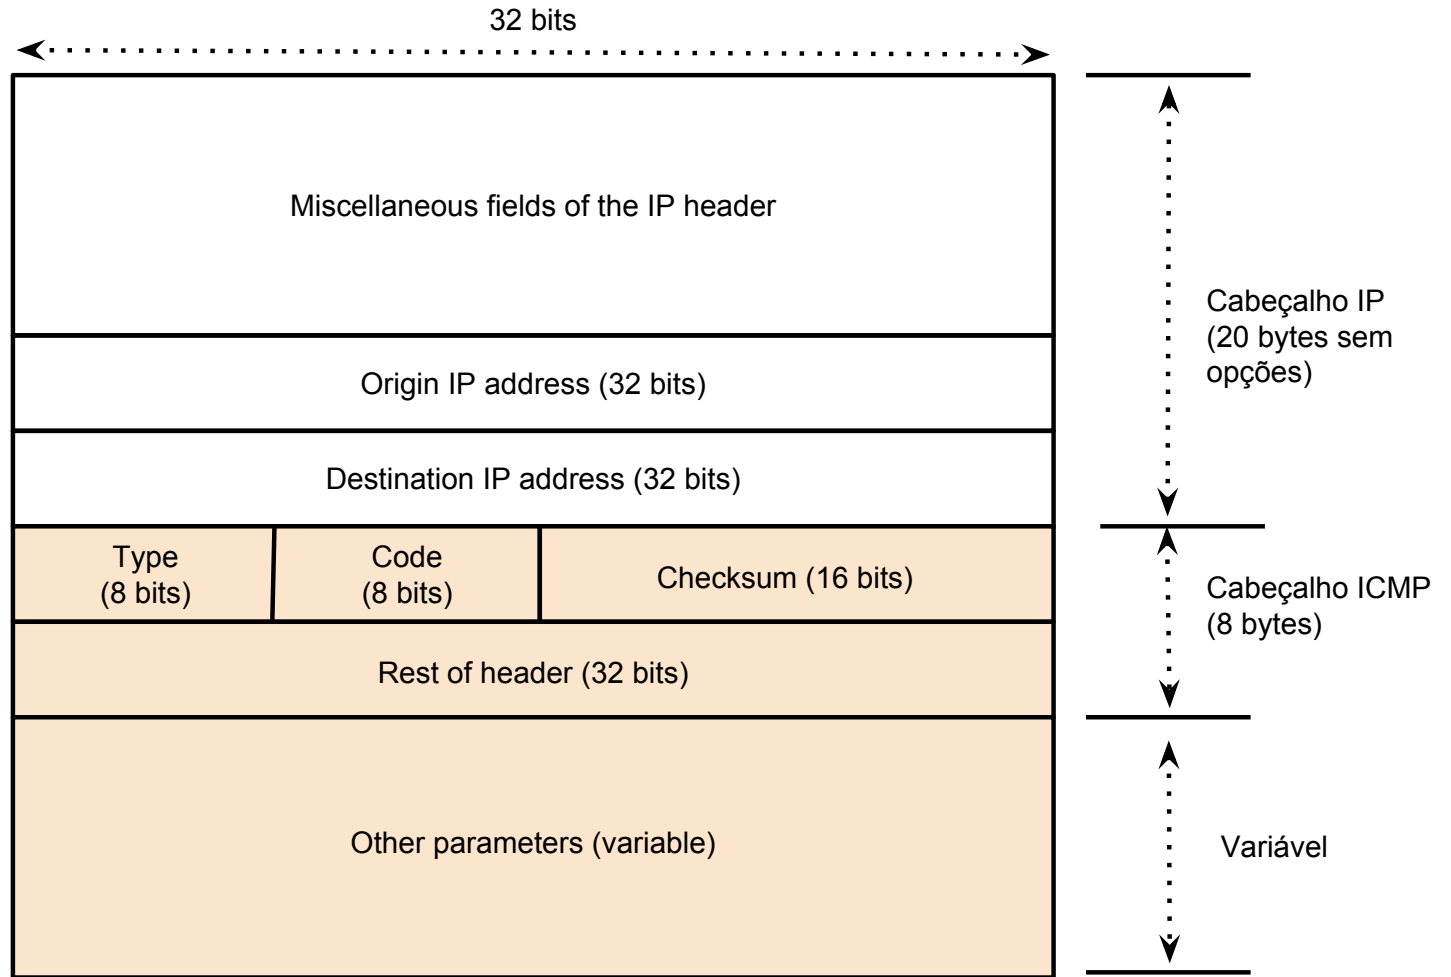 32 bits
Miscellaneous fields of the IP header
Cabeçalho IP
(20 bytes sem
opções)
Origin IP address (32 bits)
Destination IP address (32 bits)
Type
(8 bits)
Code
(8 bits)
Checksum (16 bits)
Cabeçalho ICMP
(8 bytes)
Rest of header (32 bits)
Other parameters (variable)
Variável